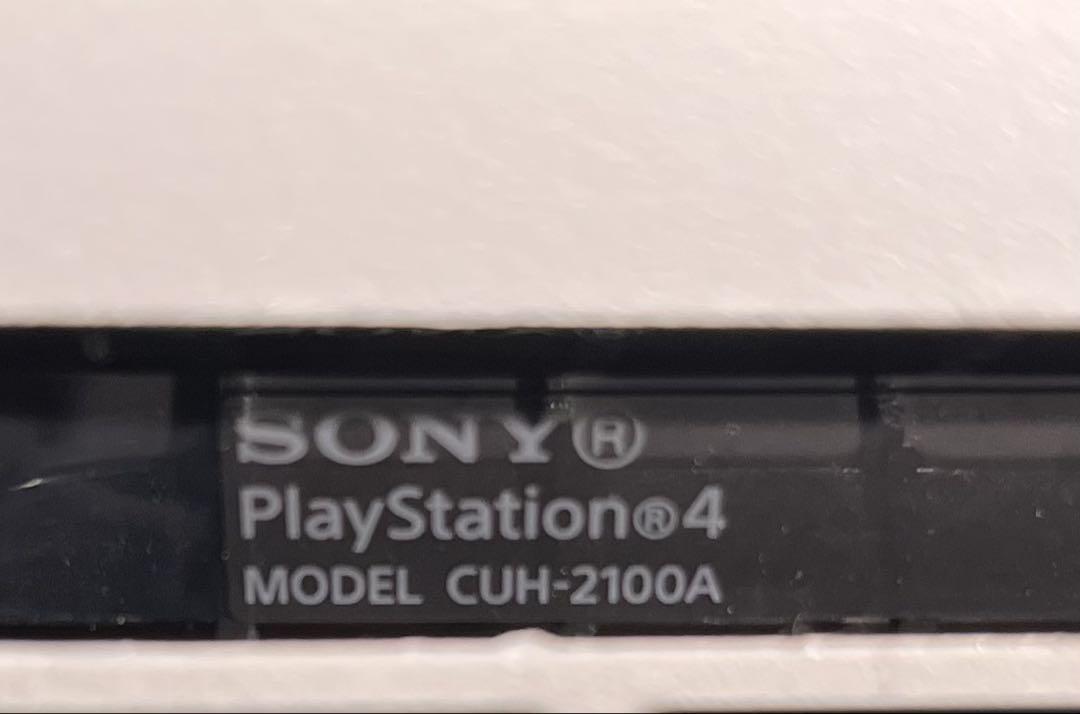 SONY®
PlayStation®4
MODEL CUH-2100A